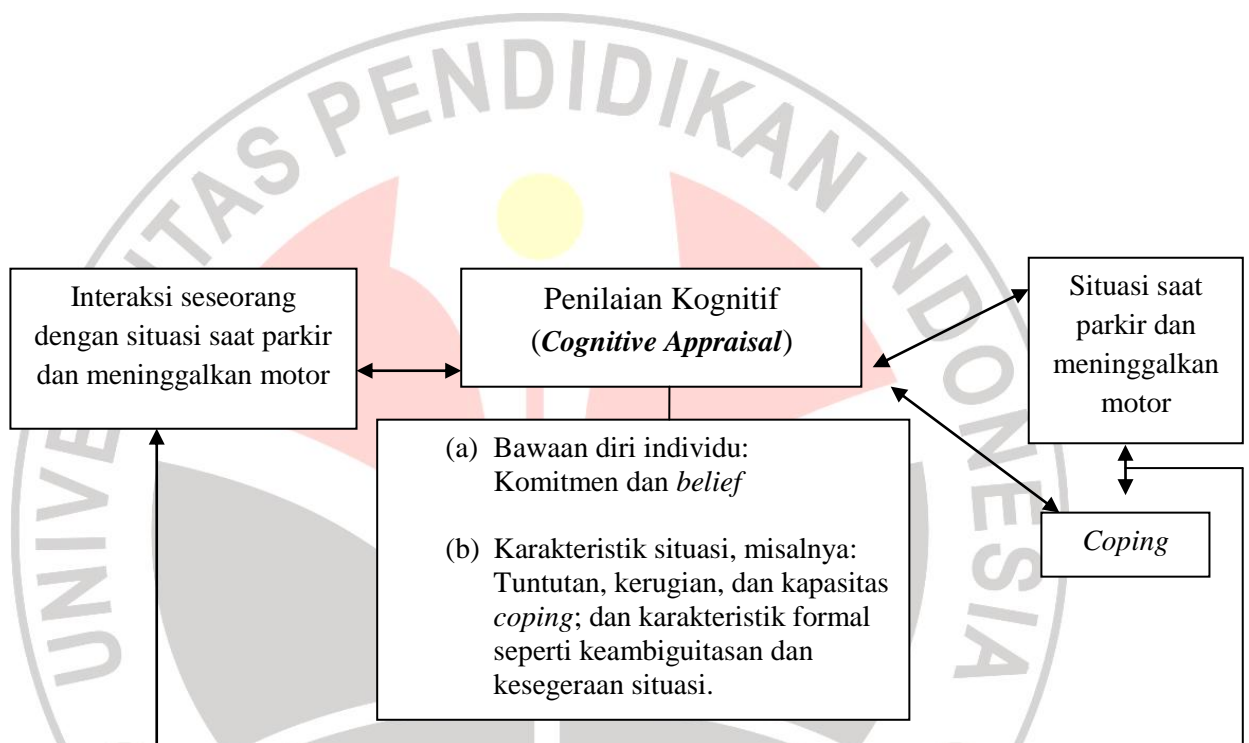 UNIVERSITAS PENDIDIKAN INDONESIA
Interaksi seseorang
dengan situasi saat parkir
dan meninggalkan motor
Penilaian Kognitif
(Cognitive Appraisal)
Situasi saat
parkir dan
meninggalkan
motor
(a) Bawaan diri individu:
Komitmen dan belief
(b) Karakteristik situasi, misalnya:
Tuntutan, kerugian, dan kapasitas
coping; dan karakteristik formal
seperti keambiguitasan dan
kesegeraan situasi.
Coping